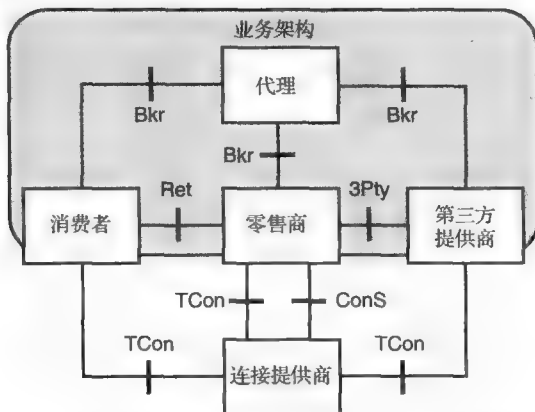 业务架构
代理
Bkr
Bkr
Bkr
消费者
Ret
零售商
3Pty
第三方
提供商
TCon
ConS
TCon
连接提供商
TCon